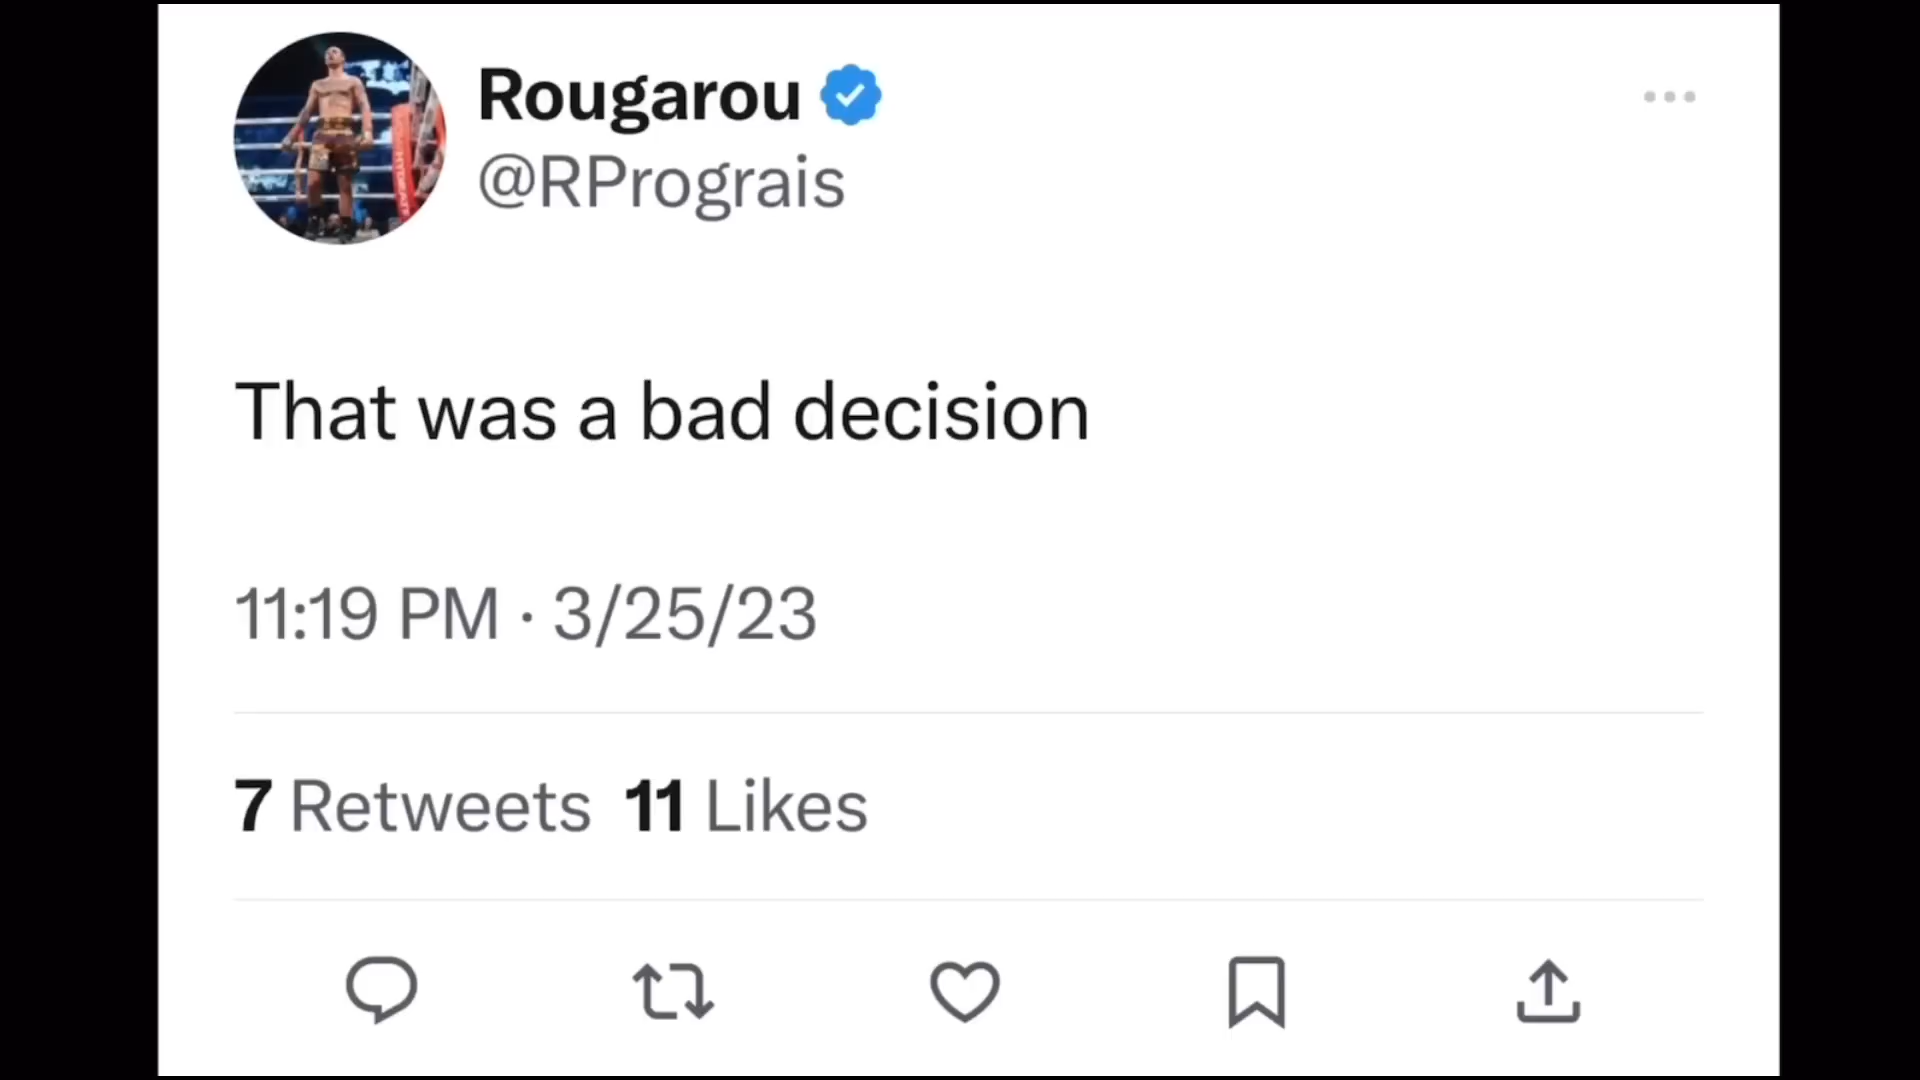 Rougarou
@RPrograis
That was a bad decision
11:19 PM · 3/25/23
7 Retweets 11 Likes